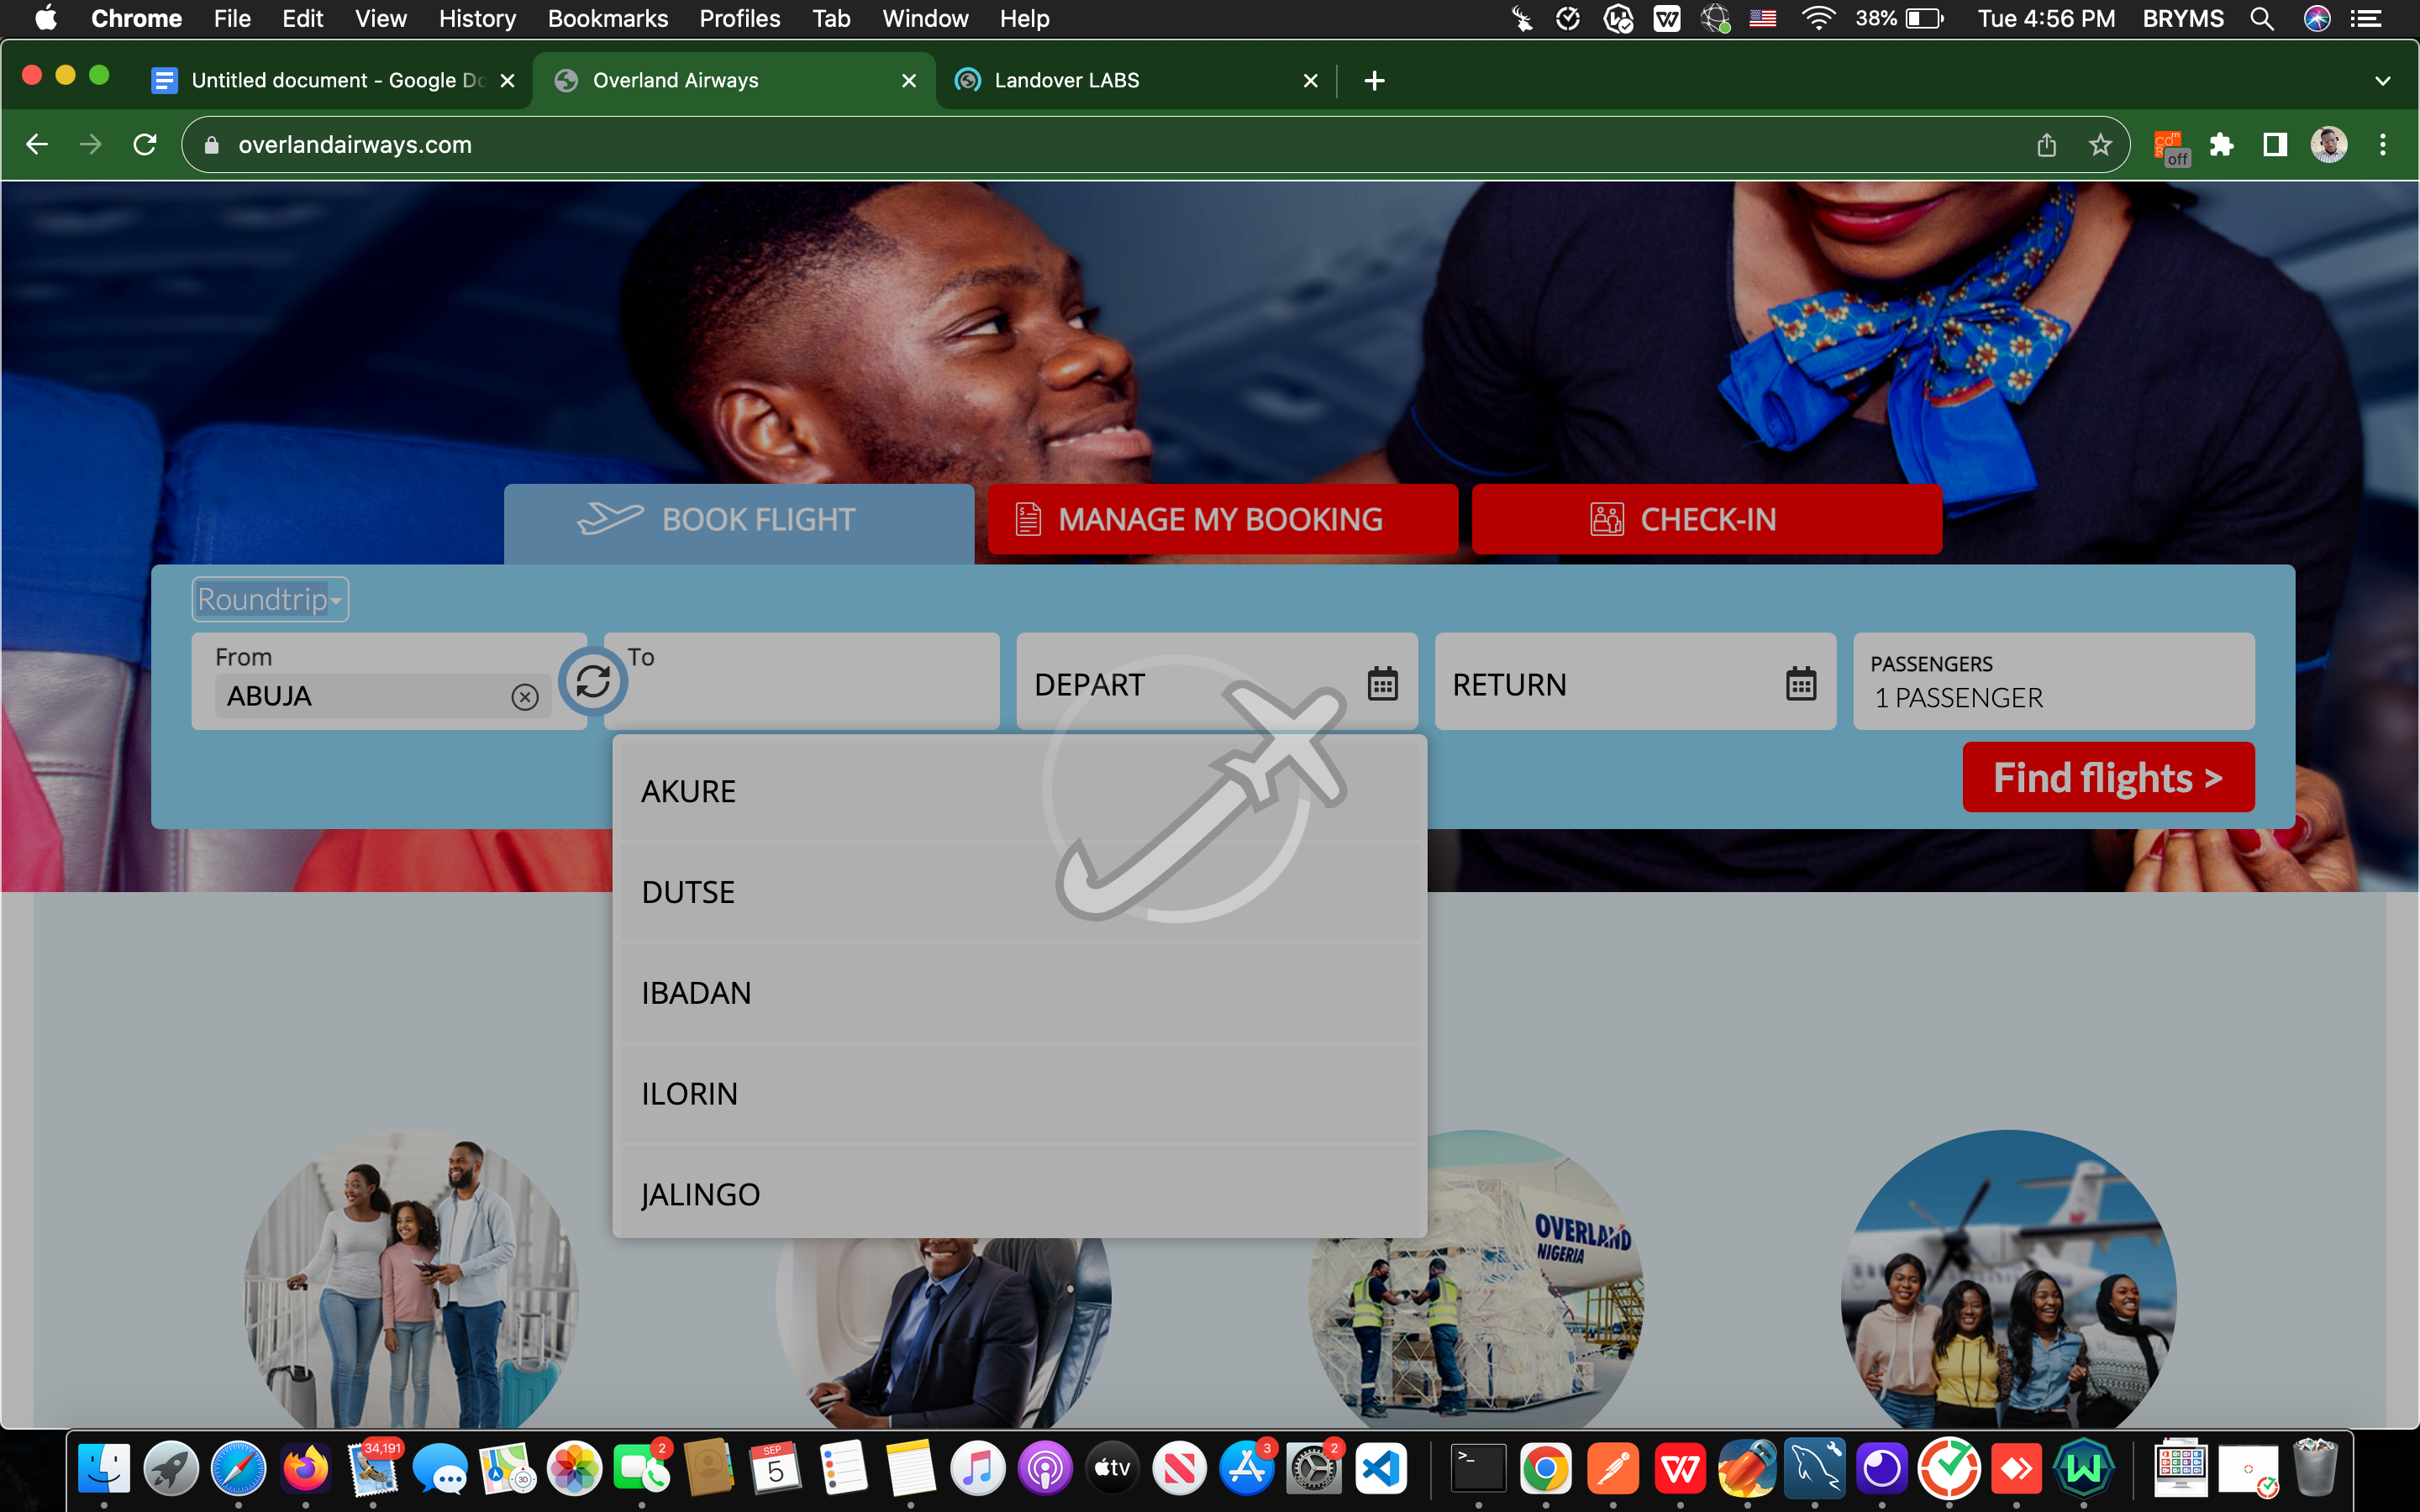 Chrome File Edit View History Bookmarks Profiles Tab Window Help 38% Tue 4:56 PM BRYMS
Untitled document - Google Do
Overland Airways
Landover LABS
overlandairways.com
off
BOOK FLIGHT
MANAGE MY BOOKING
CHECK-IN
Roundtrip
From
ABUJA
To
DEPART
RETURN
PASSENGERS
1 PASSENGER
Find flights >
AKURE
DUTSE
IBADAN
ILORIN
JALINGO
OVERLAND
NIGERIA
34,191
3D
2
SEP
5
tv
3
2